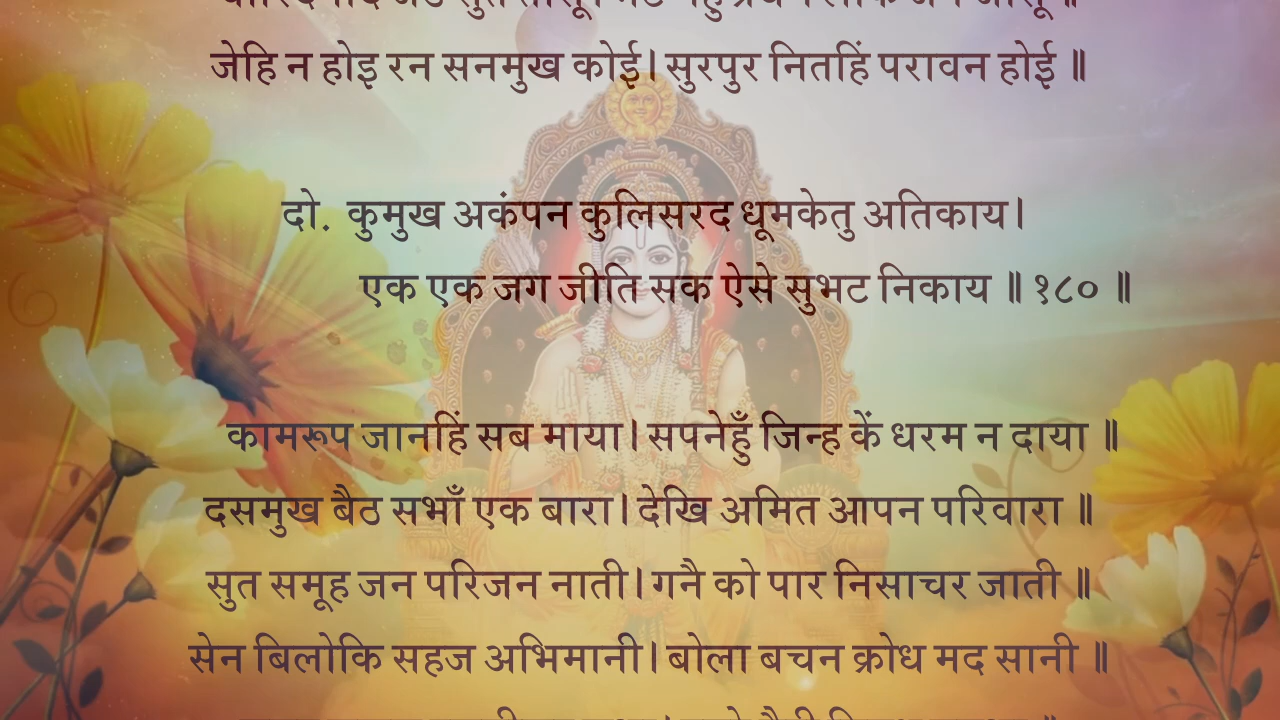 जेहि न होइ रन सनमुख कोई। सुरपुर नितहिं परावन होई ॥
दो. कुमुख अकंपन कुलिसरद धूमकेतु अतिकाय।
एक एक जग जीति सक ऐसे सुभट निकाय ॥ १८० ॥
कामरूप जानहिं सब माया। सपनेहुँ जिन्ह कें धरम न दाया ॥
दसमुख बैठ सभाँ एक बारा। देखि अमित आपन परिवारा ॥
सुत समूह जन परिजन नाती। गनै को पार निसाचर जाती ॥
सेन बिलोकि सहज अभिमानी। बोला बचन क्रोध मद सानी ॥